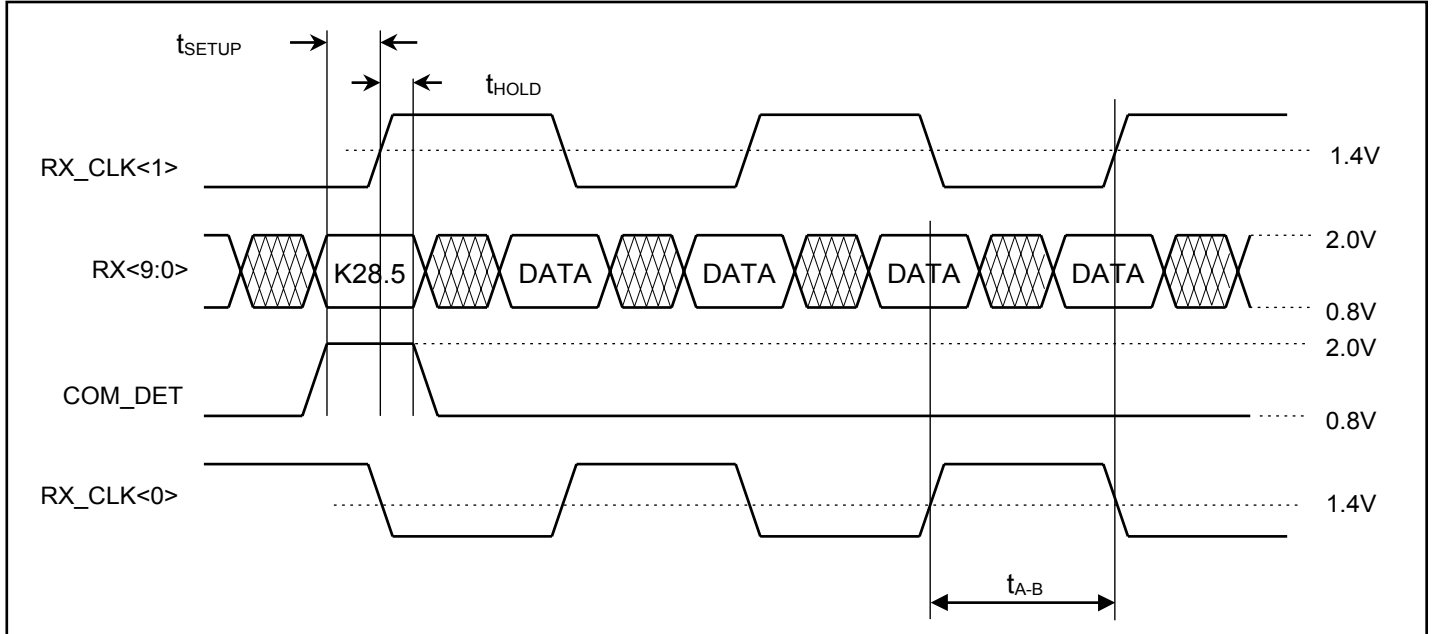 tSETUP
tHOLD
RX_CLK<1>
1.4V
RX<9:0>
K28.5
DATA
DATA
DATA
DATA
2.0V
0.8V
2.0V
COM_DET
0.8V
RX_CLK<0>
1.4V
tA-B